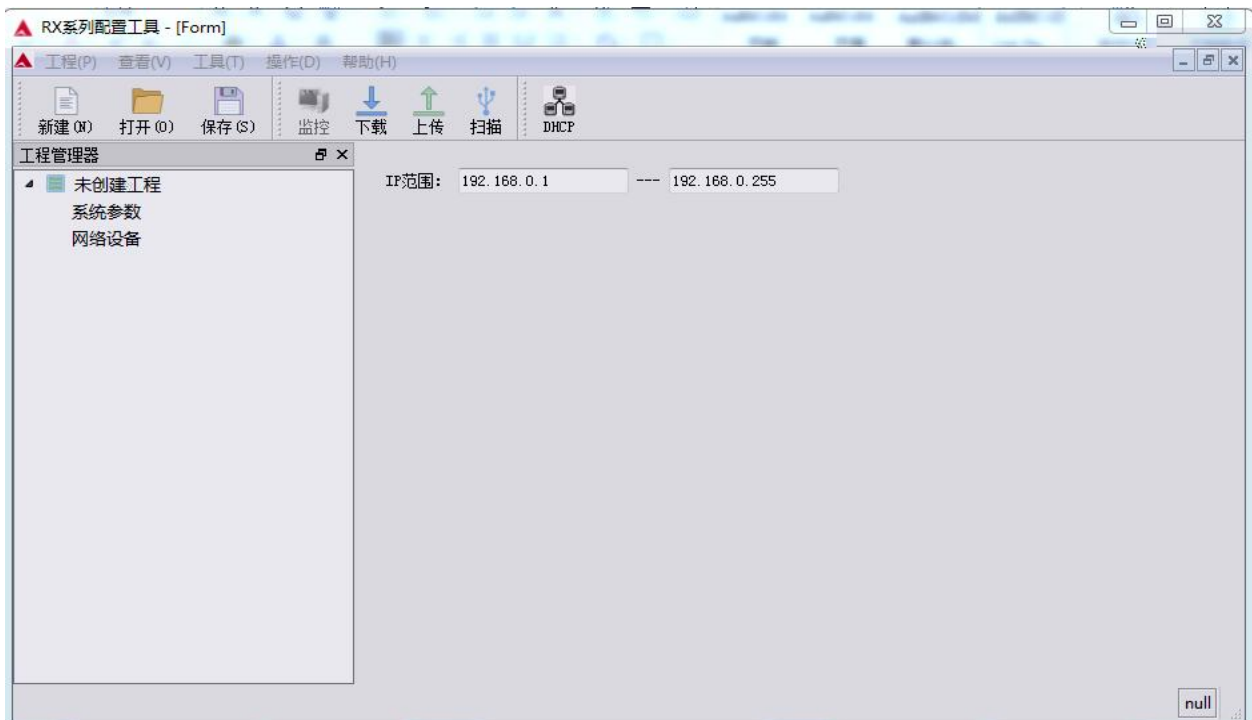 RX系列配置工具 - [Form]
工程(P) 查看(V) 工具(T) 操作(D) 帮助(H)
新建(N) 打开(O) 保存(S) 监控 下载 上传 扫描 DHCP
工程管理器
未创建工程
系统参数
网络设备
IP范围: 192.168.0.1 --- 192.168.0.255
null